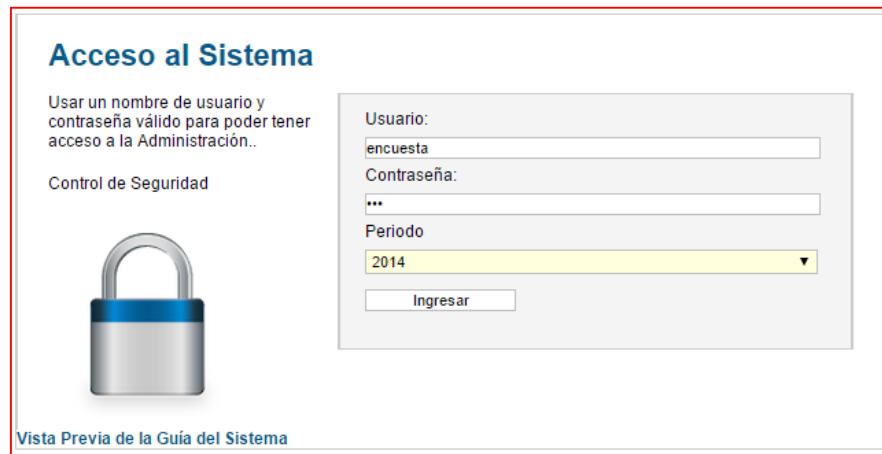 Acceso al Sistema
Usar un nombre de usuario y
contraseña válido para poder tener
acceso a la Administración..
Control de Seguridad
Usuario:
encuesta
Contraseña:
•••
Periodo
2014
Ingresar
Vista Previa de la Guía del Sistema